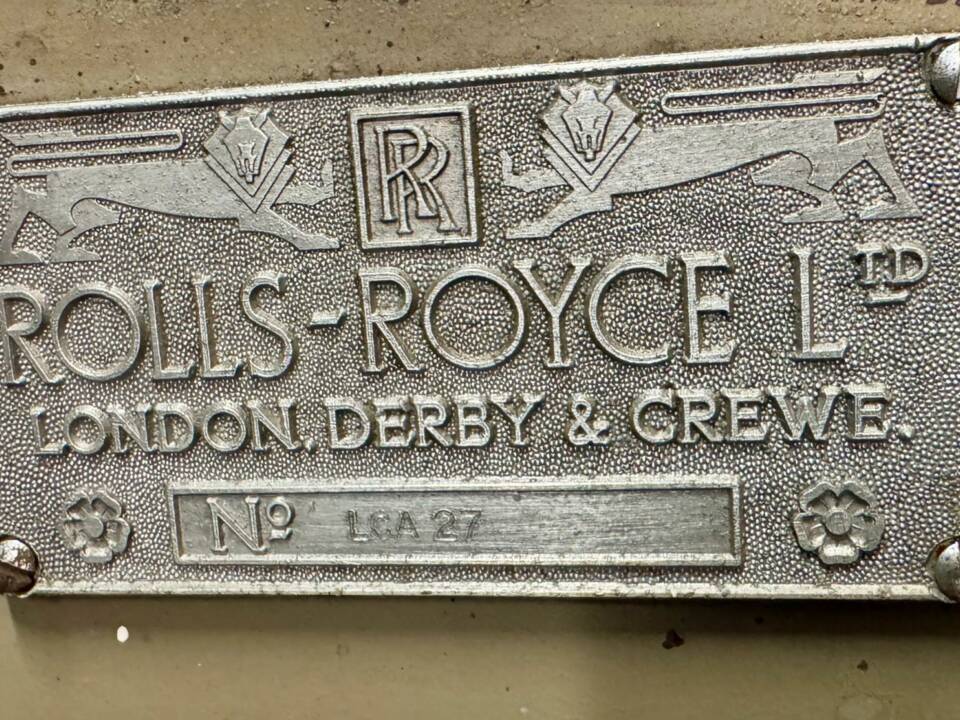 RR
ROLLS-ROYCE LTD
LONDON, DERBY & CREWE.
Nº LCA 27